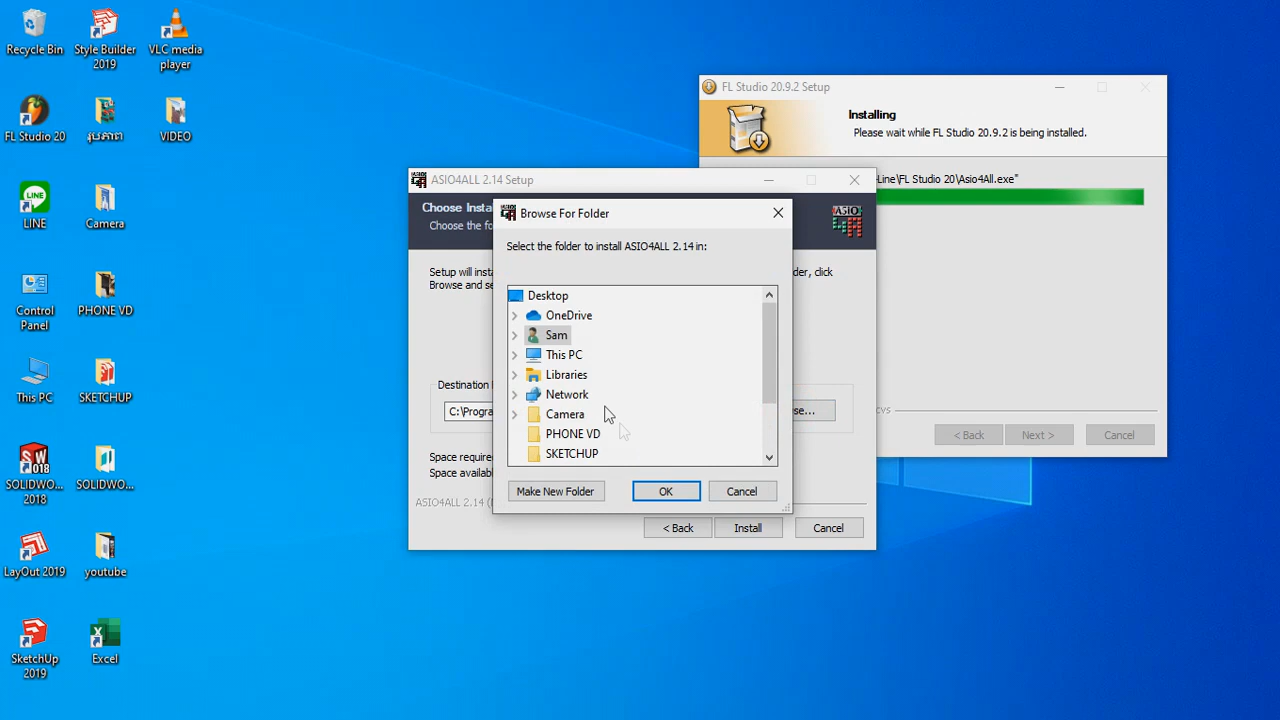 Recycle Bin
Style Builder
2019
VLC media
player
FL Studio 20
រូបភាព
VIDEO
LINE
Camera
Control
Panel
PHONE VD
This PC
SKETCHUP
SOLIDWO...
2018
SOLIDWO...
LayOut 2019
youtube
SketchUp
2019
Excel
FL Studio 20.9.2 Setup
Installing
Please wait while FL Studio 20.9.2 is being installed.
Line\FL Studio 20\Asio4All.exe"
< Back
Next >
Cancel
ASIO4ALL 2.14 Setup
Choose Insta
Choose the fo
ASIO
Setup will insta
der, click
Browse and se
Destination
C:\Progra
se...
Space require
Space availab
ASIO4ALL 2.14
< Back
Install
Cancel
Browse For Folder
Select the folder to install ASIO4ALL 2.14 in:
Desktop
OneDrive
Sam
This PC
Libraries
Network
Camera
PHONE VD
SKETCHUP
Make New Folder
OK
Cancel